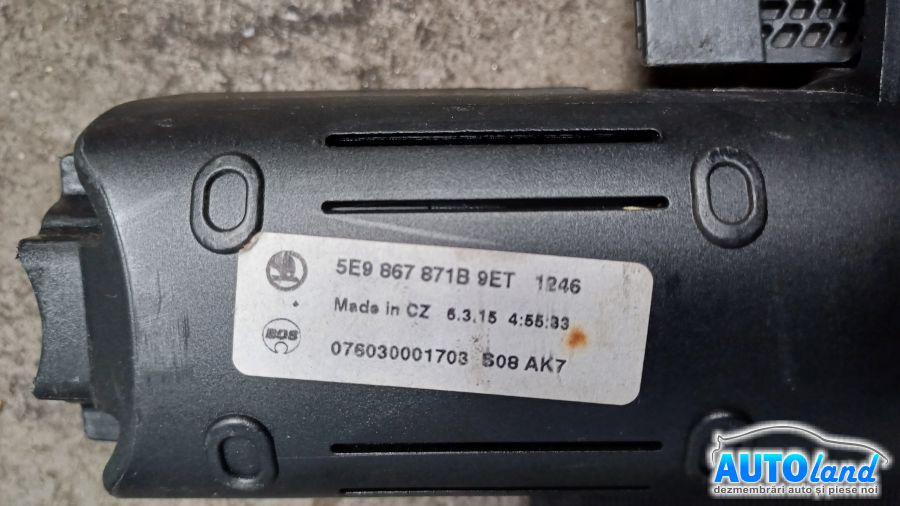 5E9 867 871B 9ET 1246
Made in CZ 6.3.15 4:55:33
BOS
076030001703 S08 AK7
AUTOland
dezmembrări auto și piese noi